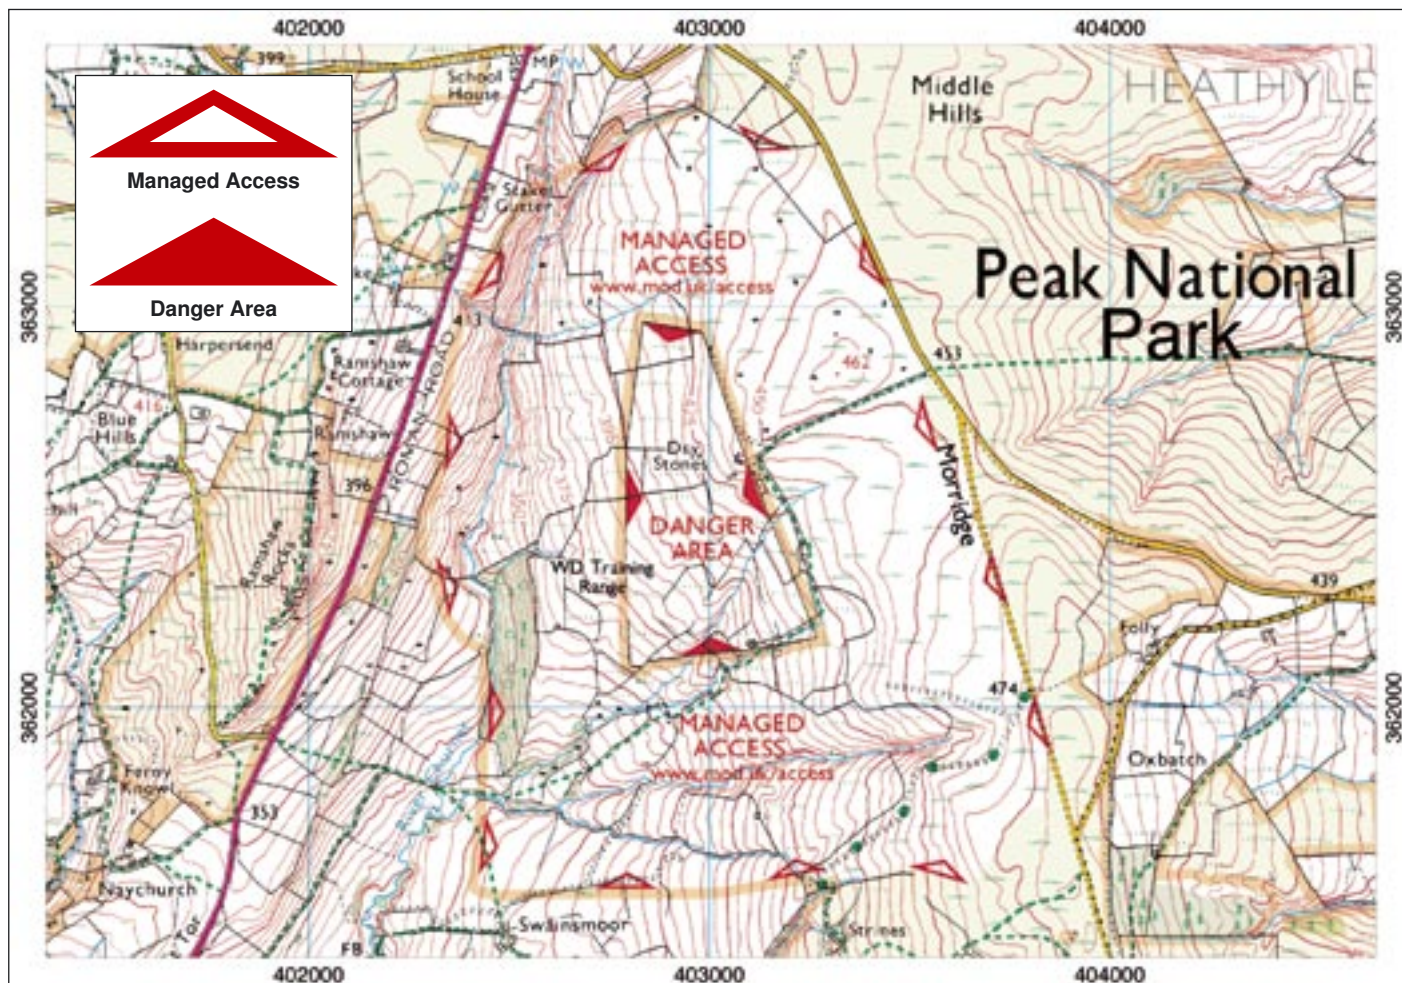 402000
403000
404000
399
MP
School
House
Middle
Hills
HEATHYLE
Managed Access
Danger Area
Gutter
MANAGED
ACCESS
www.mod.uk/access
Peak National
Park
363000
363000
413
Harpersend
Ramshaw
Cottage
ROMAN ROAD
462
453
416
Blue
Hills
Ramshaw
Dry
Stones
Morridge
396
Ramshaw
Rocks
DANGER
AREA
WD Training
Range
439
Folly
474
362000
362000
MANAGED
ACCESS
www.mod.uk/access
Oxbatch
Ferny
Knowl
353
Naychurch
Tor
FB
Swainsmoor
Strines
402000
403000
404000